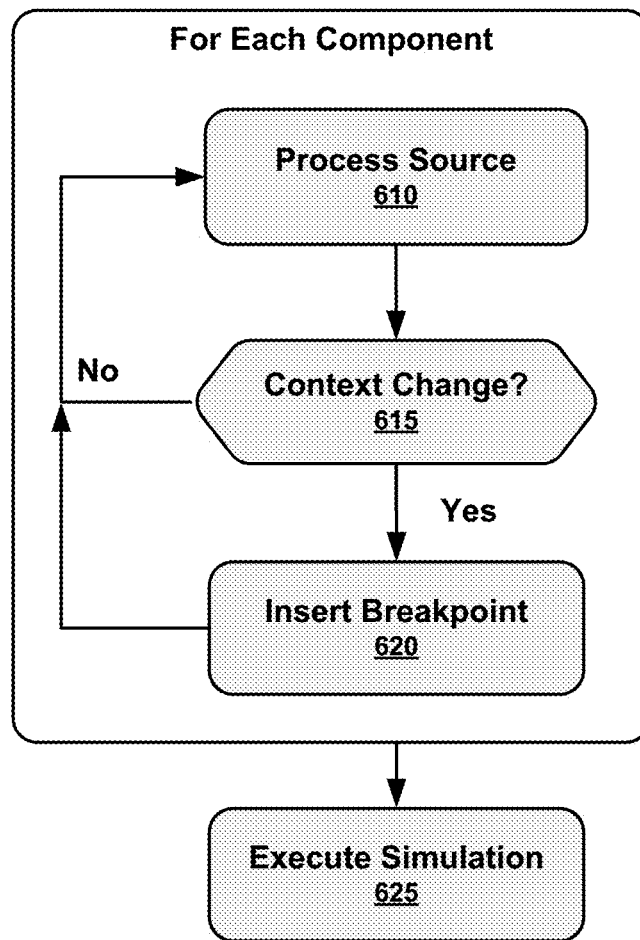 For Each Component
Process Source
610
Context Change?
615
No
Yes
Insert Breakpoint
620
Execute Simulation
625